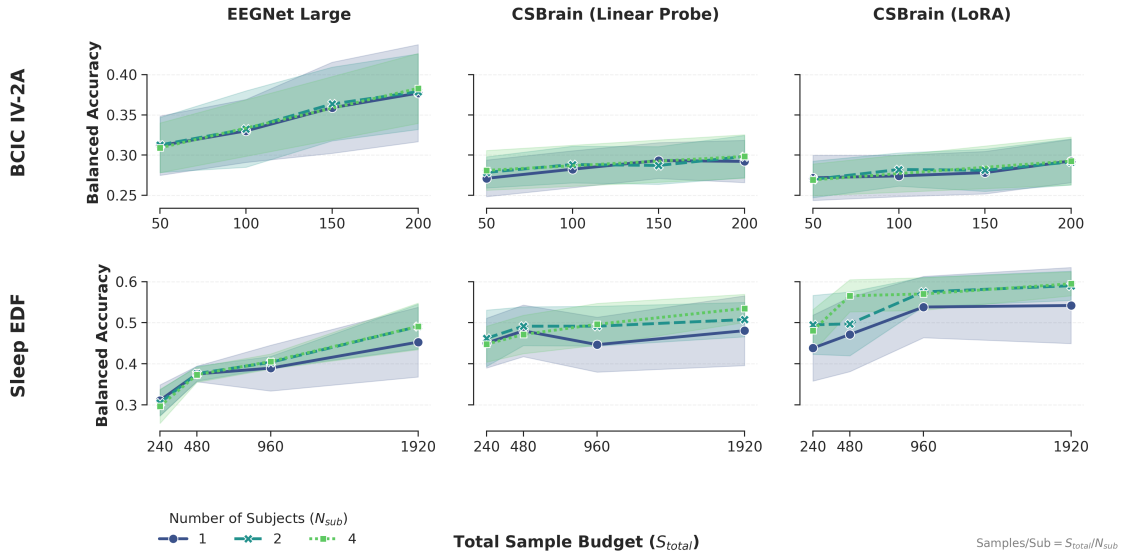 EEGNet Large
CSBrain (Linear Probe)
CSBrain (LoRA)
BCIC IV-2A
Balanced Accuracy
0.40
0.35
0.30
0.25
50 100 150 200
50 100 150 200
50 100 150 200
Sleep EDF
Balanced Accuracy
0.6
0.5
0.4
0.3
240 480 960 1920
240 480 960 1920
240 480 960 1920
Number of Subjects (N_sub)
1 2 4
Total Sample Budget (S_total)
Samples/Sub = S_total/N_sub